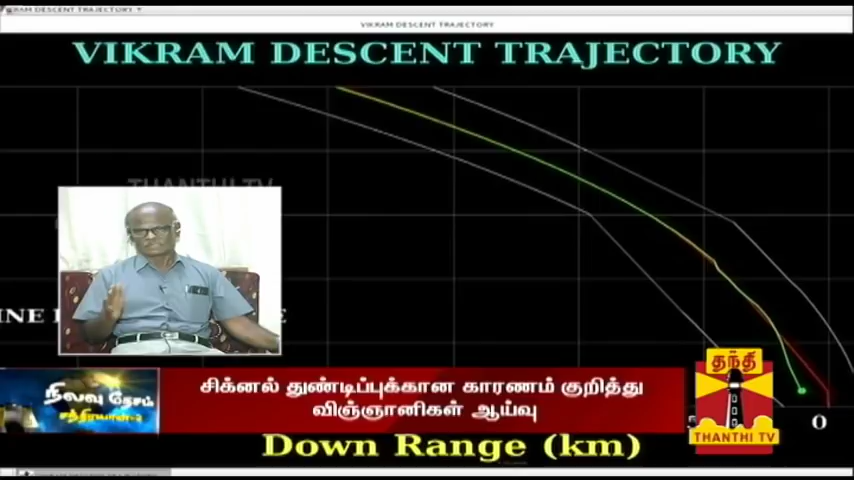 VIKRAM DESCENT TRAJECTORY
VIKRAM DESCENT TRAJECTORY
THANTHI TV
நிலவு தேசம்
சந்திரயான்-2
சிக்னல் துண்டிப்புக்கான காரணம் குறித்து
விஞ்ஞானிகள் ஆய்வு
தந்தி
THANTHI TV
0
Down Range (km)